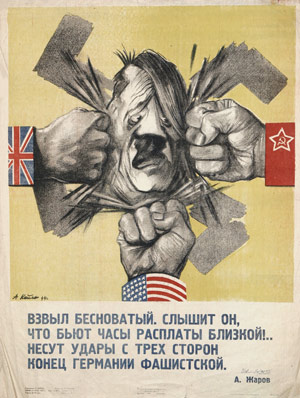 ВЗВЫЛ БЕСНОВАТЫЙ. СЛЫШИТ ОН,
ЧТО БЬЮТ ЧАСЫ РАСПЛАТЫ БЛИЗКОЙ!..
НЕСУТ УДАРЫ С ТРЕХ СТОРОН
КОНЕЦ ГЕРМАНИИ ФАШИСТСКОЙ.
А. Жаров